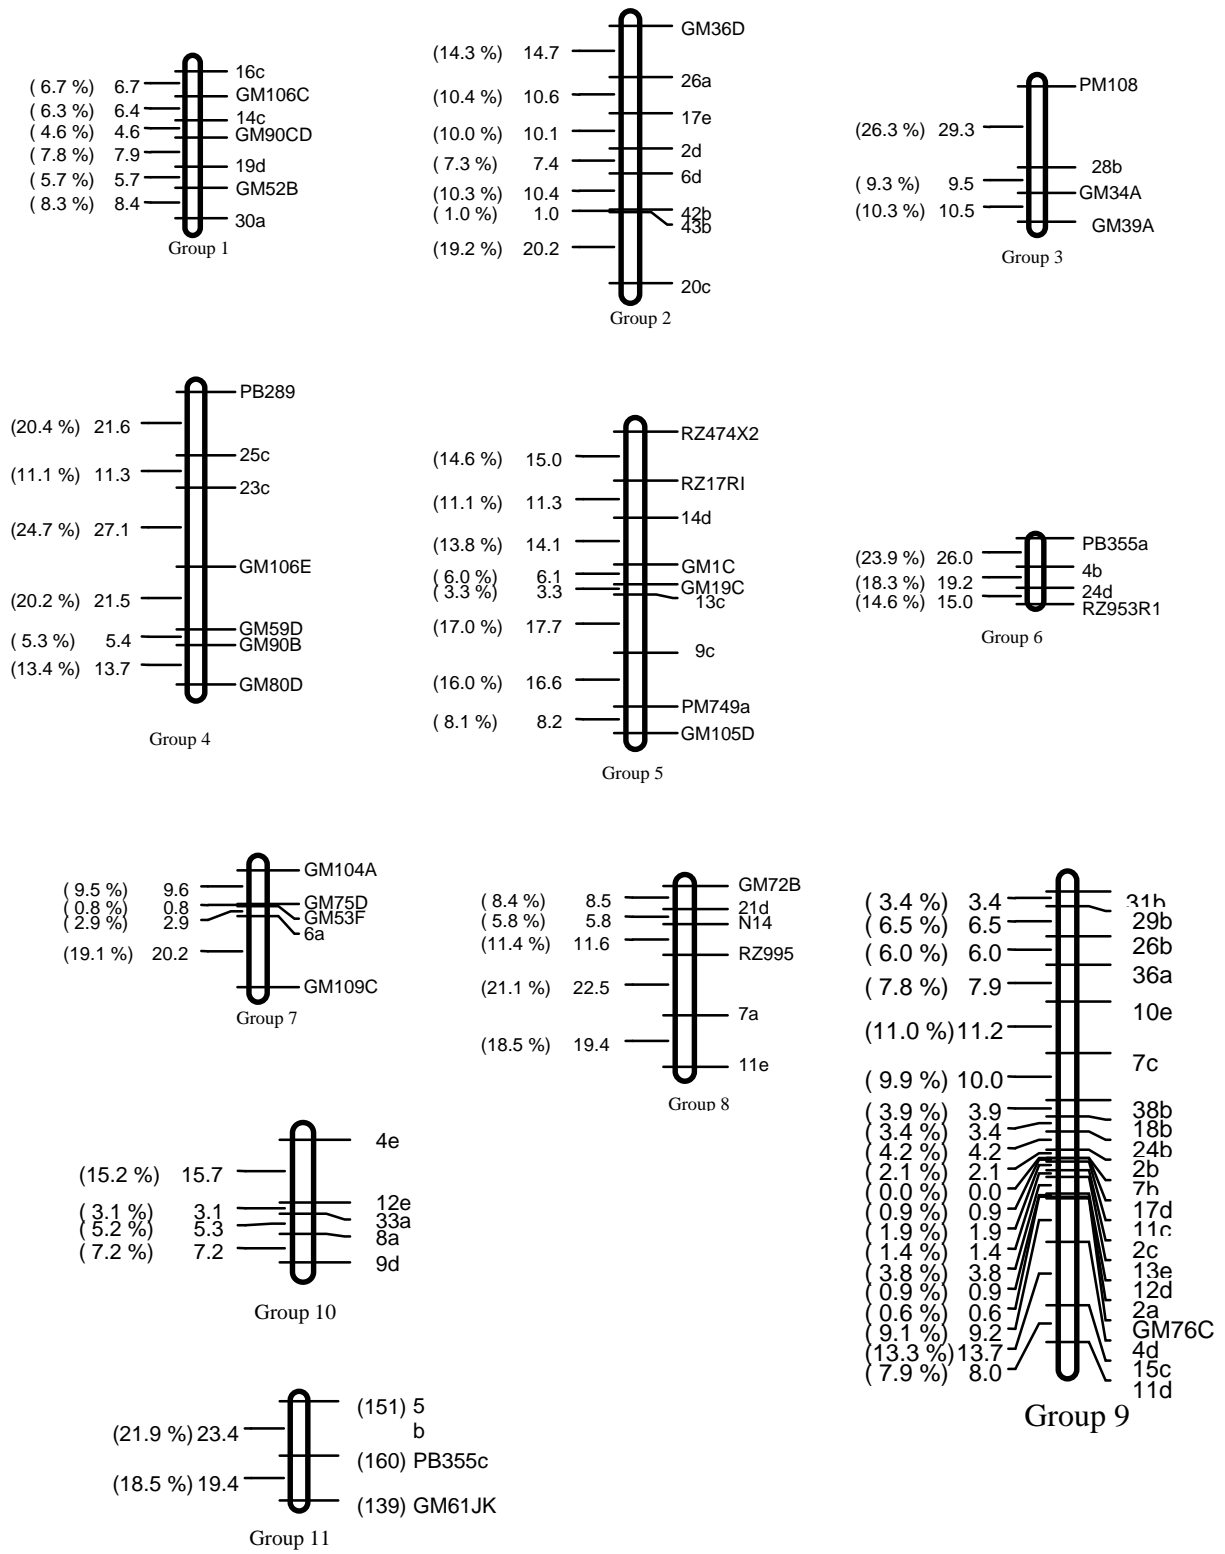 16c
( 6.7 %) 6.7
GM106C
( 6.3 %) 6.4
14c
( 4.6 %) 4.6
GM90CD
( 7.8 %) 7.9
19d
( 5.7 %) 5.7
GM52B
( 8.3 %) 8.4
30a
Group 1
GM36D
(14.3 %) 14.7
26a
(10.4 %) 10.6
17e
(10.0 %) 10.1
2d
( 7.3 %) 7.4
6d
(10.3 %) 10.4
42b
( 1.0 %) 1.0
43b
(19.2 %) 20.2
20c
Group 2
PM108
(26.3 %) 29.3
28b
( 9.3 %) 9.5
GM34A
(10.3 %) 10.5
GM39A
Group 3
PB289
(20.4 %) 21.6
25c
(11.1 %) 11.3
23c
(24.7 %) 27.1
GM106E
(20.2 %) 21.5
GM59D
( 5.3 %) 5.4
GM90B
(13.4 %) 13.7
GM80D
Group 4
RZ474X2
(14.6 %) 15.0
RZ17RI
(11.1 %) 11.3
14d
(13.8 %) 14.1
GM1C
( 6.0 %) 6.1
GM19C
( 3.3 %) 3.3
13c
(17.0 %) 17.7
9c
(16.0 %) 16.6
PM749a
( 8.1 %) 8.2
GM105D
Group 5
PB355a
(23.9 %) 26.0
4b
(18.3 %) 19.2
24d
(14.6 %) 15.0
RZ953R1
Group 6
GM104A
( 9.5 %) 9.6
GM75D
( 0.8 %) 0.8
GM53F
( 2.9 %) 2.9
6a
(19.1 %) 20.2
GM109C
Group 7
GM72B
( 8.4 %) 8.5
21d
( 5.8 %) 5.8
N14
(11.4 %) 11.6
RZ995
(21.1 %) 22.5
7a
(18.5 %) 19.4
11e
Group 8
31b
( 3.4 %) 3.4
29b
( 6.5 %) 6.5
26b
( 6.0 %) 6.0
36a
( 7.8 %) 7.9
10e
(11.0 %) 11.2
7c
( 9.9 %) 10.0
38b
( 3.9 %) 3.9
18b
( 3.4 %) 3.4
24b
( 4.2 %) 4.2
2b
( 2.1 %) 2.1
7b
( 0.0 %) 0.0
17d
( 0.9 %) 0.9
11c
( 1.9 %) 1.9
2c
( 1.4 %) 1.4
13e
( 3.8 %) 3.8
12d
( 0.9 %) 0.9
2a
( 0.6 %) 0.6
GM76C
( 9.1 %) 9.2
4d
(13.3 %) 13.7
15c
( 7.9 %) 8.0
11d
Group 9
4e
(15.2 %) 15.7
12e
( 3.1 %) 3.1
33a
( 5.2 %) 5.3
8a
( 7.2 %) 7.2
9d
Group 10
(151) 5
b
(21.9 %) 23.4
(160) PB355c
(18.5 %) 19.4
(139) GM61JK
Group 11